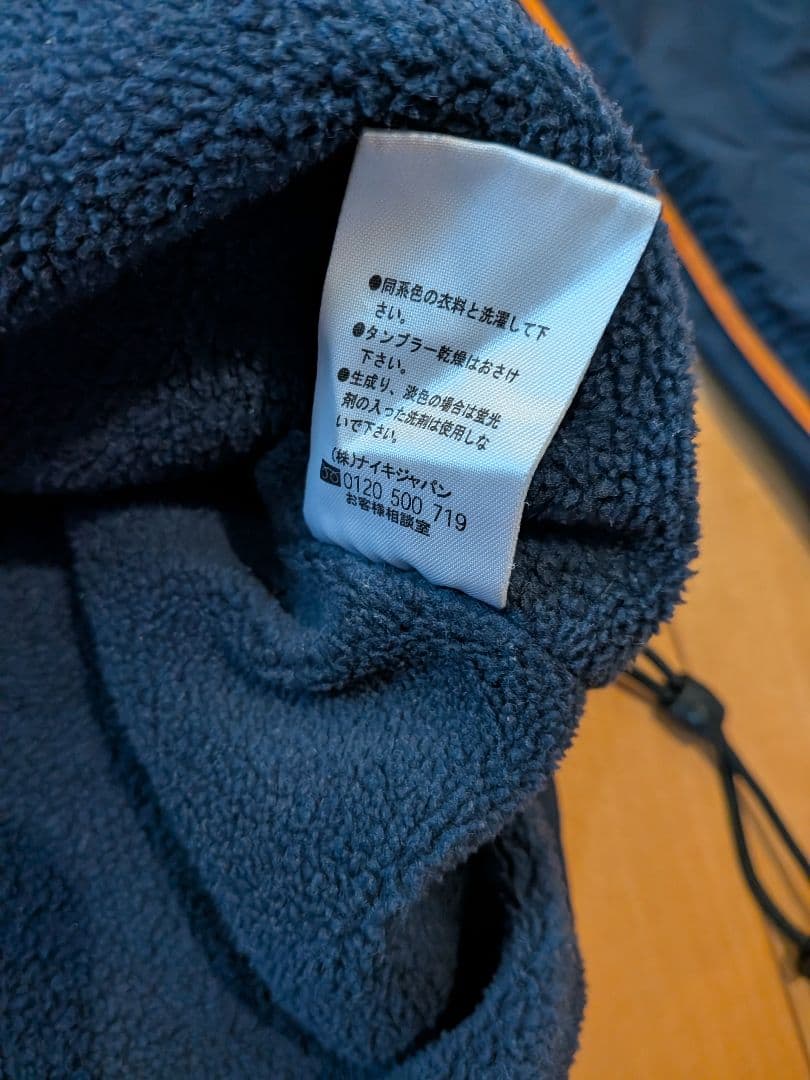 ●同系色の衣料と洗濯して下
さい。
●タンブラー乾燥はおさけ
下さい。
●生成り、淡色の場合は蛍光
剤の入った洗剤は使用しな
いで下さい。
(株)ナイキジャパン
0120 500 719
お客様相談室